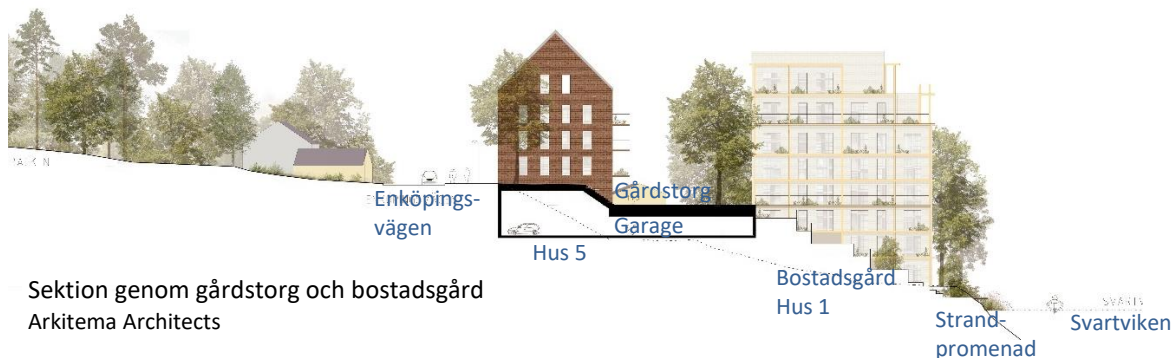 Gårdstorg
Enköpings-
vägen
Garage
Hus 5
Bostadsgård
Hus 1
Sektion genom gårdstorg och bostadsgård
Arkitema Architects
Strand-
promenad
Svartviken